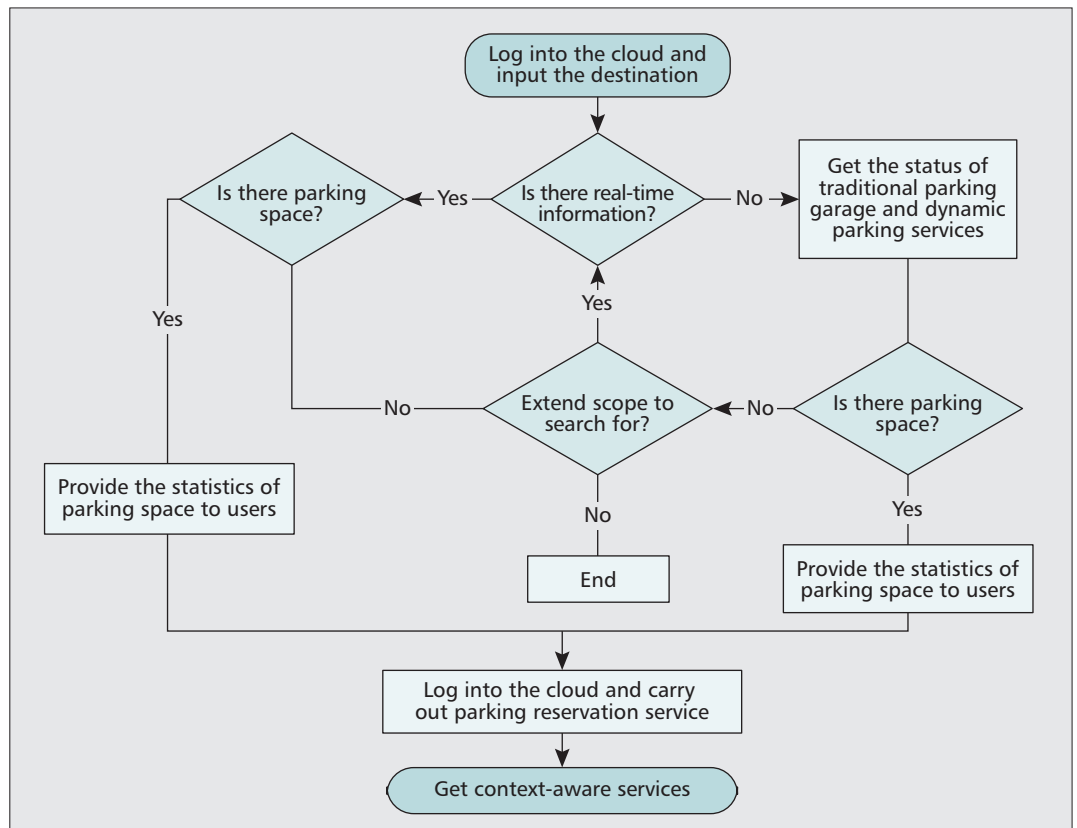 Log into the cloud and
input the destination
Is there parking
space?
Yes
Is there real-time
information?
No
Get the status of
traditional parking
garage and dynamic
parking services
Yes
Yes
No
Extend scope to
search for?
No
Is there parking
space?
Provide the statistics of
parking space to users
No
Yes
End
Provide the statistics of
parking space to users
Log into the cloud and carry
out parking reservation service
Get context-aware services